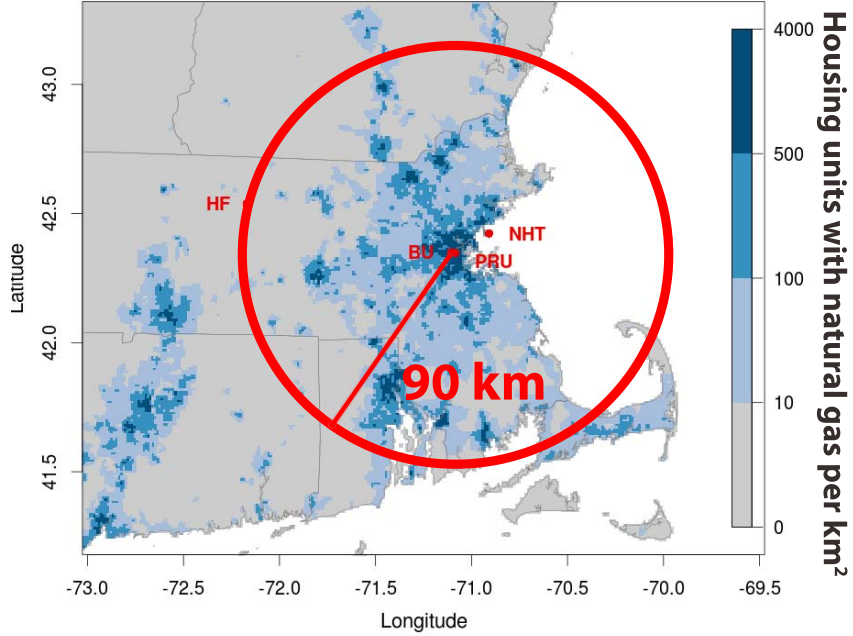 43.0
42.5
42.0
41.5
Latitude
HF
BU
NHT
PRU
90 km
-73.0 -72.5 -72.0 -71.5 -71.0 -70.5 -70.0 -69.5
Longitude
4000
500
100
10
0
Housing units with natural gas per km²